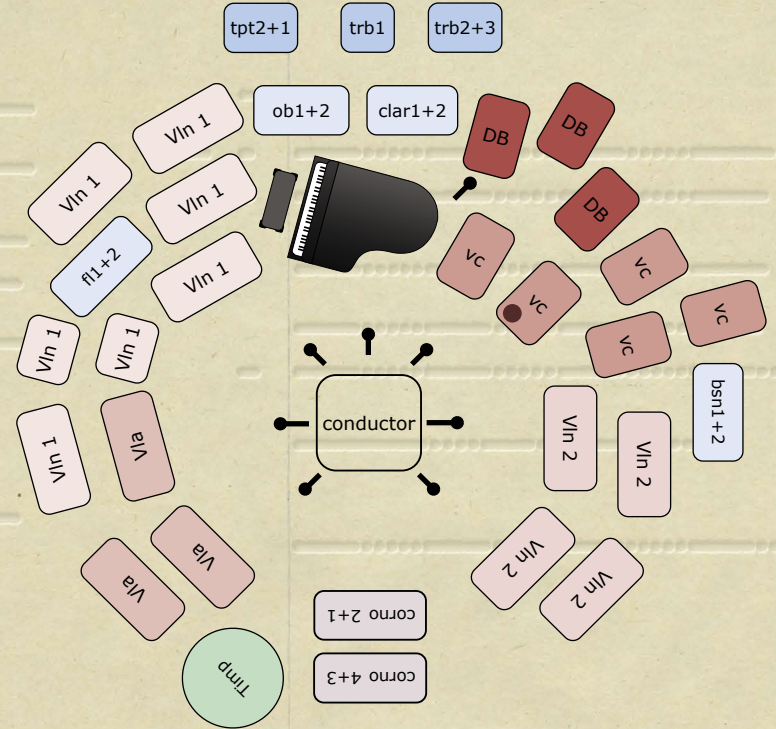 tpt2+1
trb1
trb2+3
ob1+2
clar1+2
Vln 1
DB
DB
Vln 1
Vln 1
DB
fl1+2
Vln 1
vc
vc
vc
vc
vc
Vln 1
Vln 1
conductor
bsn1+2
Vln 1
Vla
Vln 2
Vln 2
Vla
Vla
Vln 2
Vln 2
corno 2+1
corno 4+3
Timp